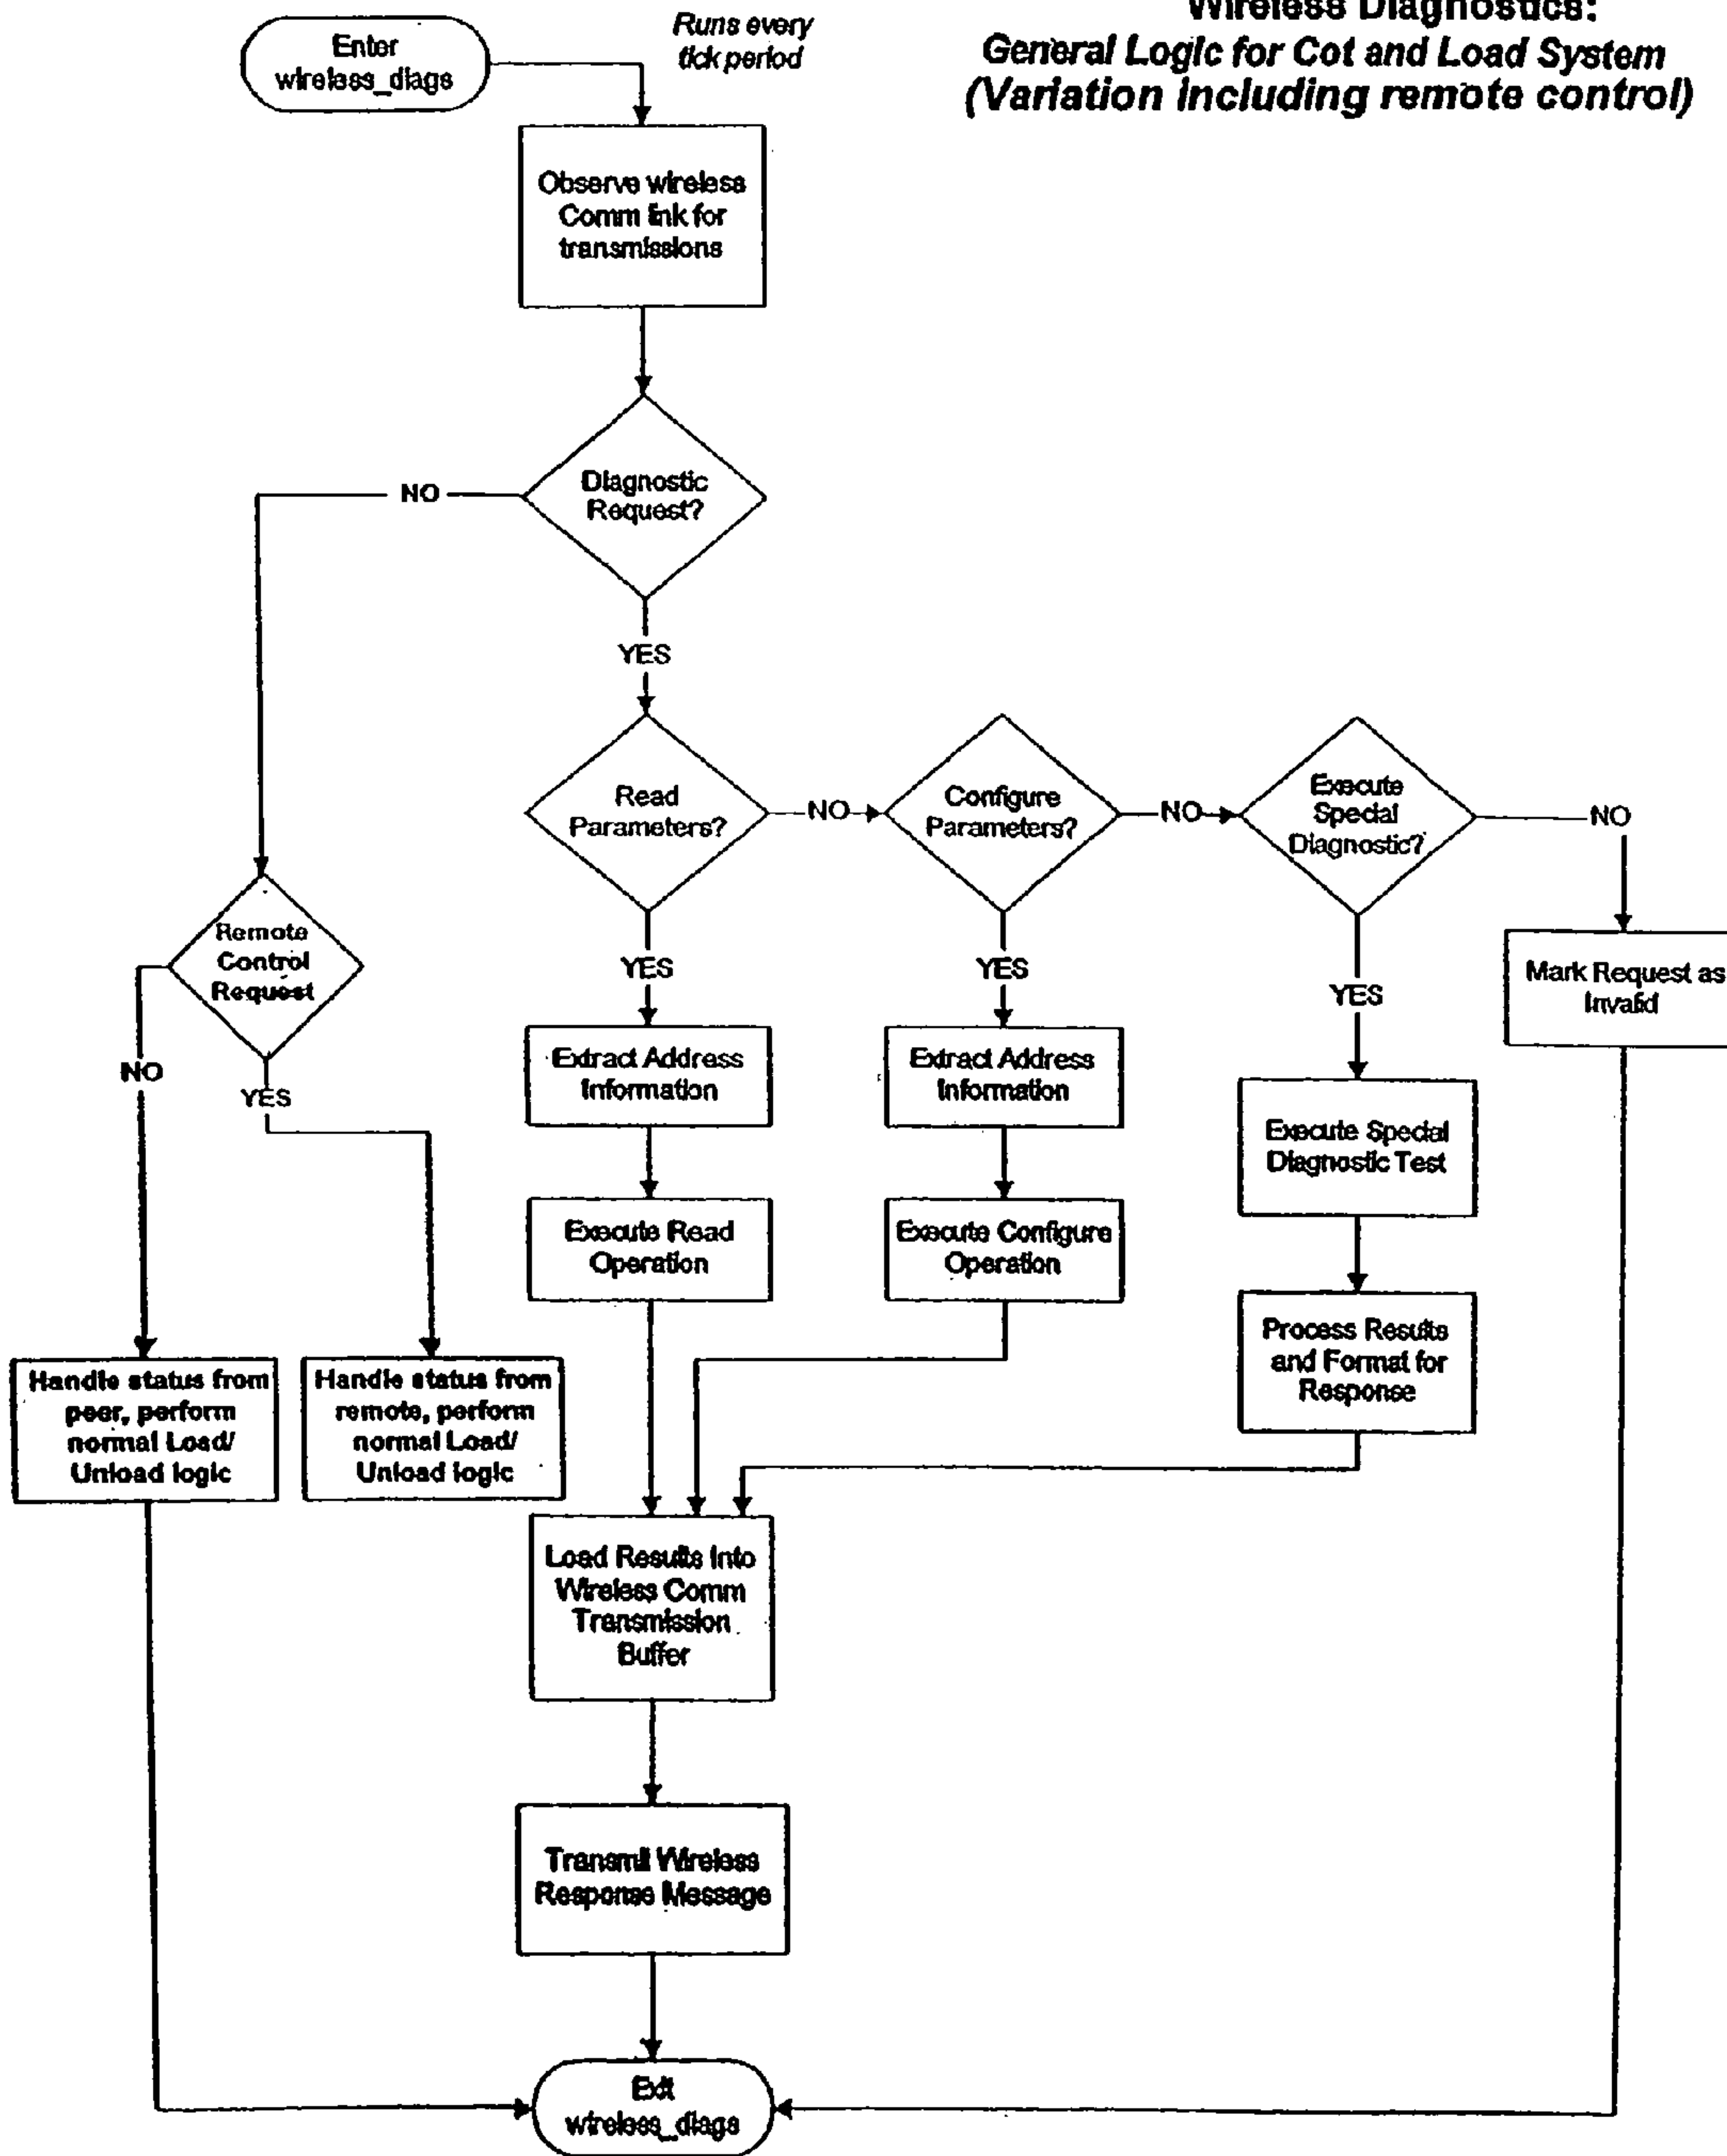 Wireless Diagnostics:
General Logic for Cot and Load System
(Variation including remote control)
Runs every
tick period
Enter
wireless_diags
Observe wireless
Comm link for
transmissions
Diagnostic
Request?
NO
YES
Read
Parameters?
NO
Configure
Parameters?
NO
Execute
Special
Diagnostic?
NO
Remote
Control
Request
YES
YES
YES
Mark Request as
Invalid
NO
YES
Extract Address
Information
Extract Address
Information
Execute Special
Diagnostic Test
Execute Read
Operation
Execute Configure
Operation
Process Results
and Format for
Response
Handle status from
peer, perform
normal Load/
Unload logic
Handle status from
remote, perform
normal Load/
Unload logic
Load Results Into
Wireless Comm
Transmission
Buffer
Transmit Wireless
Response Message
Exit
wireless_diags